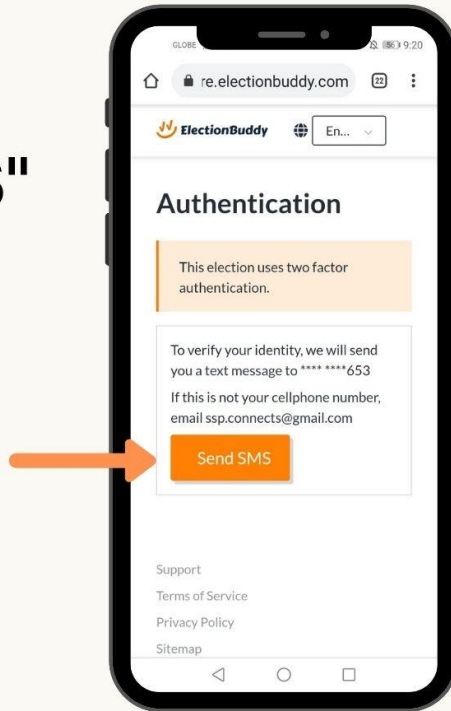 S"
GLOBE 56 9:20
re.electionbuddy.com 22
ElectionBuddy En...
Authentication
This election uses two factor
authentication.
To verify your identity, we will send
you a text message to **** ****653
If this is not your cellphone number,
email ssp.connects@gmail.com
Send SMS
Support
Terms of Service
Privacy Policy
Sitemap